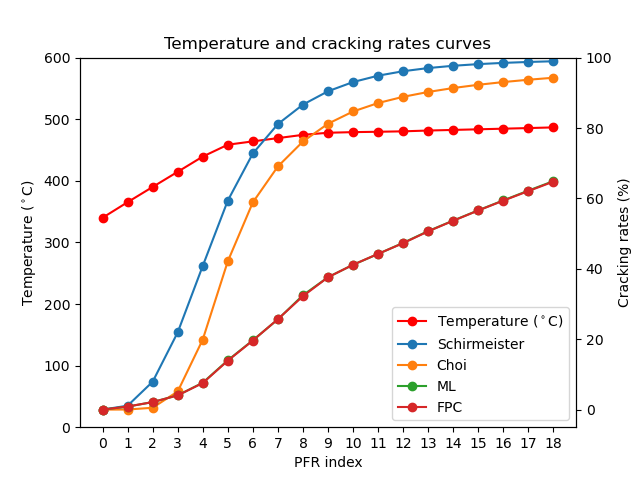 Temperature and cracking rates curves
600
500
400
300
200
100
0
Temperature (°C)
100
80
60
40
20
0
Cracking rates (%)
Temperature (°C)
Schirmeister
Choi
ML
FPC
0 1 2 3 4 5 6 7 8 9 10 11 12 13 14 15 16 17 18
PFR index